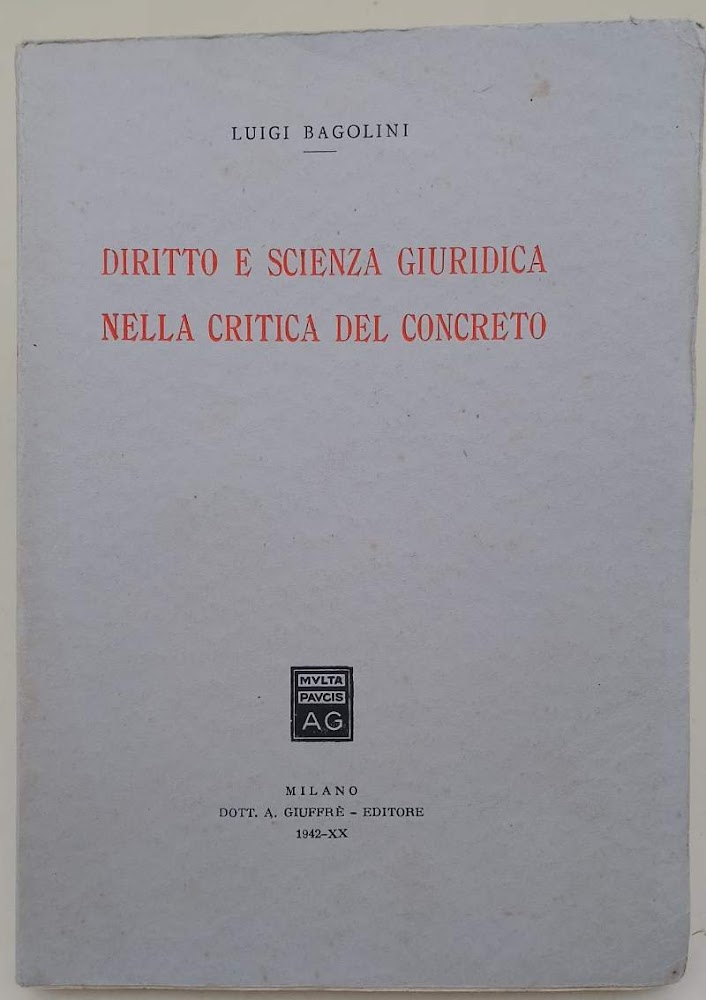 LUIGI BAGOLINI
DIRITTO E SCIENZA GIURIDICA
NELLA CRITICA DEL CONCRETO
MVLTA
PAVCIS
AG
MILANO
DOTT. A. GIUFFRÈ - EDITORE
1942-XX